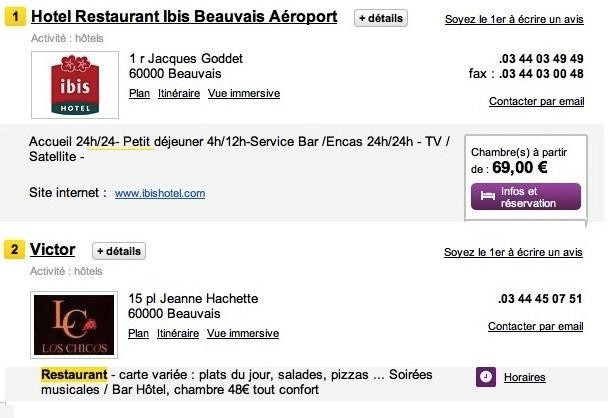 1 Hotel Restaurant Ibis Beauvais Aéroport + détails Soyez le 1er à écrire un avis
Activité : hôtels
ibis
HOTEL
1 r Jacques Goddet .03 44 03 49 49
60000 Beauvais fax : .03 44 03 00 48
Plan Itinéraire Vue immersive Contacter par email
Accueil 24h/24- Petit déjeuner 4h/12h-Service Bar /Encas 24h/24h - TV /
Satellite -
Site internet : www.ibishotel.com
Chambre(s) à partir
de : 69,00 €
Infos et
réservation
2 Victor + détails Soyez le 1er à écrire un avis
Activité : hôtels
LC
LOS CHICOS
15 pl Jeanne Hachette .03 44 45 07 51
60000 Beauvais
Plan Itinéraire Vue immersive Contacter par email
Restaurant - carte variée : plats du jour, salades, pizzas ... Soirées
musicales / Bar Hôtel, chambre 48€ tout confort
Horaires